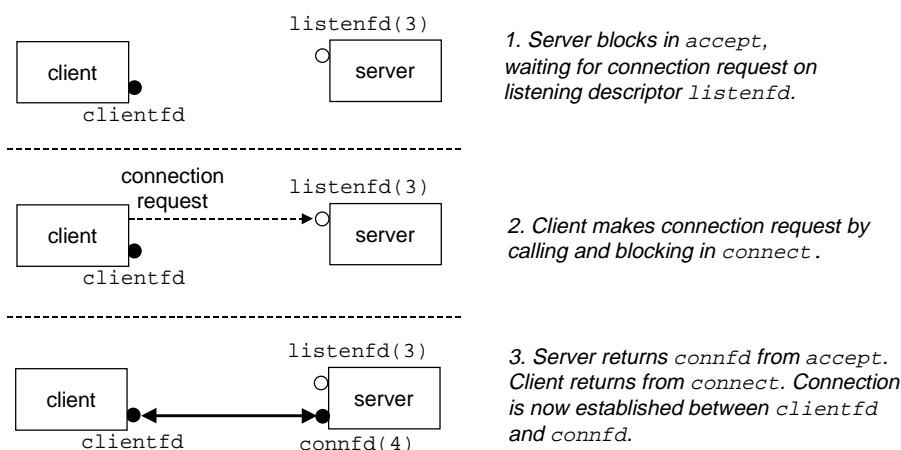 listenfd(3)
client
server
clientfd
1. Server blocks in accept,
waiting for connection request on
listening descriptor listenfd.
connection
request
listenfd(3)
client
server
clientfd
2. Client makes connection request by
calling and blocking in connect.
listenfd(3)
client
server
clientfd
connfd(4)
3. Server returns connfd from accept.
Client returns from connect. Connection
is now established between clientfd
and connfd.